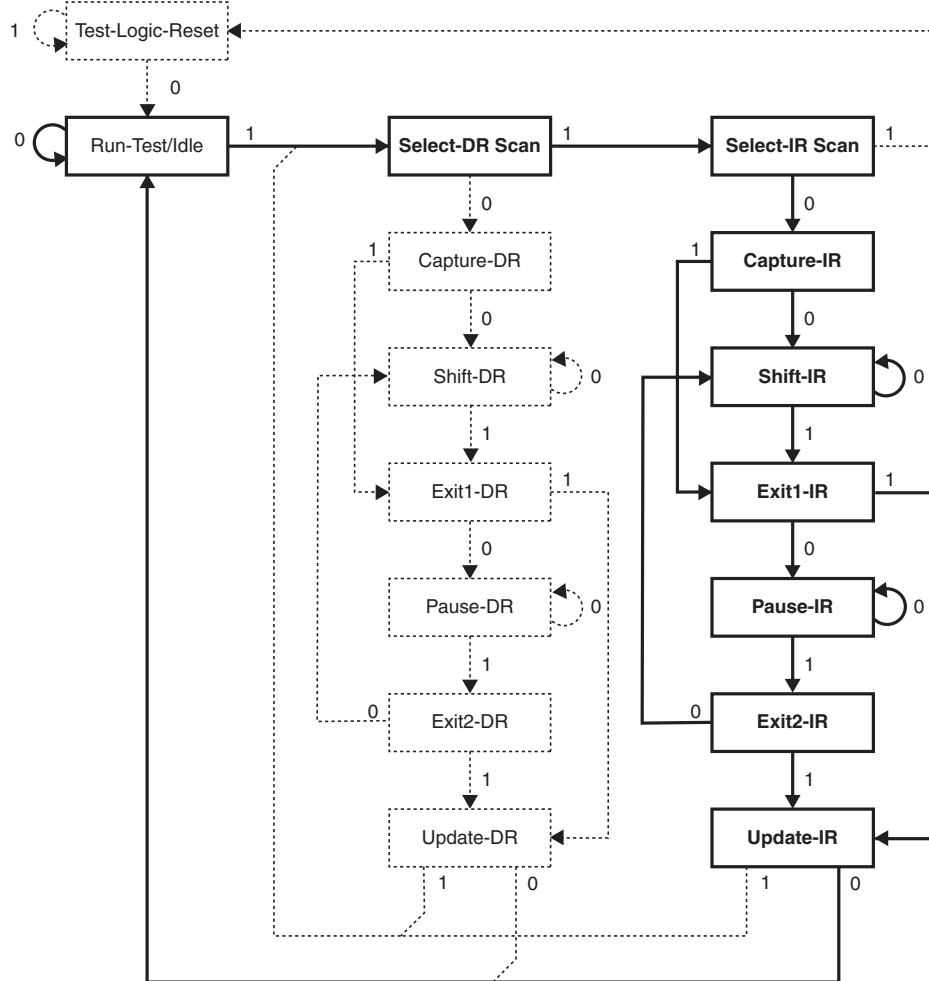 Test-Logic-Reset
1
0
0
Run-Test/Idle
1
Select-DR Scan
1
Select-IR Scan
1
0
0
1
Capture-DR
1
Capture-IR
0
0
Shift-DR
0
Shift-IR
0
1
1
Exit1-DR
1
Exit1-IR
1
0
0
Pause-DR
0
Pause-IR
0
1
1
0
Exit2-DR
0
Exit2-IR
1
1
Update-DR
Update-IR
1
0
1
0